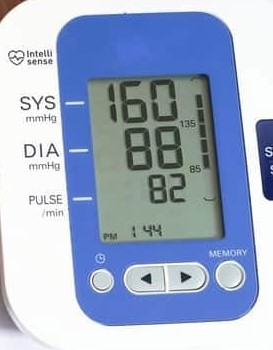 Intelli
sense
SYS
mmHg
160
135
DIA
mmHg
88
85
PULSE
/min
82
PM 1 44
MEMORY
S